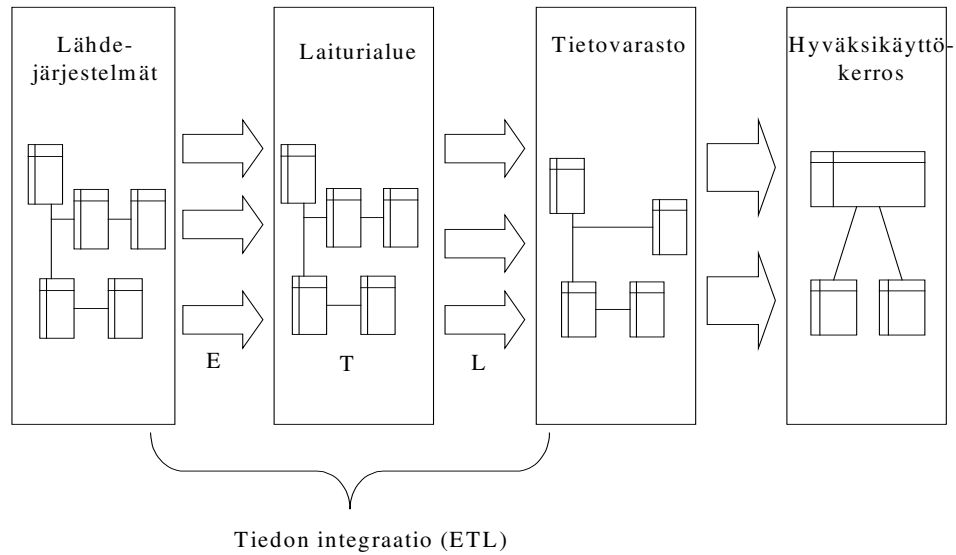 Lähde-
järjestelmät
Laiturialue
Tietovarasto
Hyväksikäyttö-
kerros
E
T
L
Tiedon integraatio (ETL)